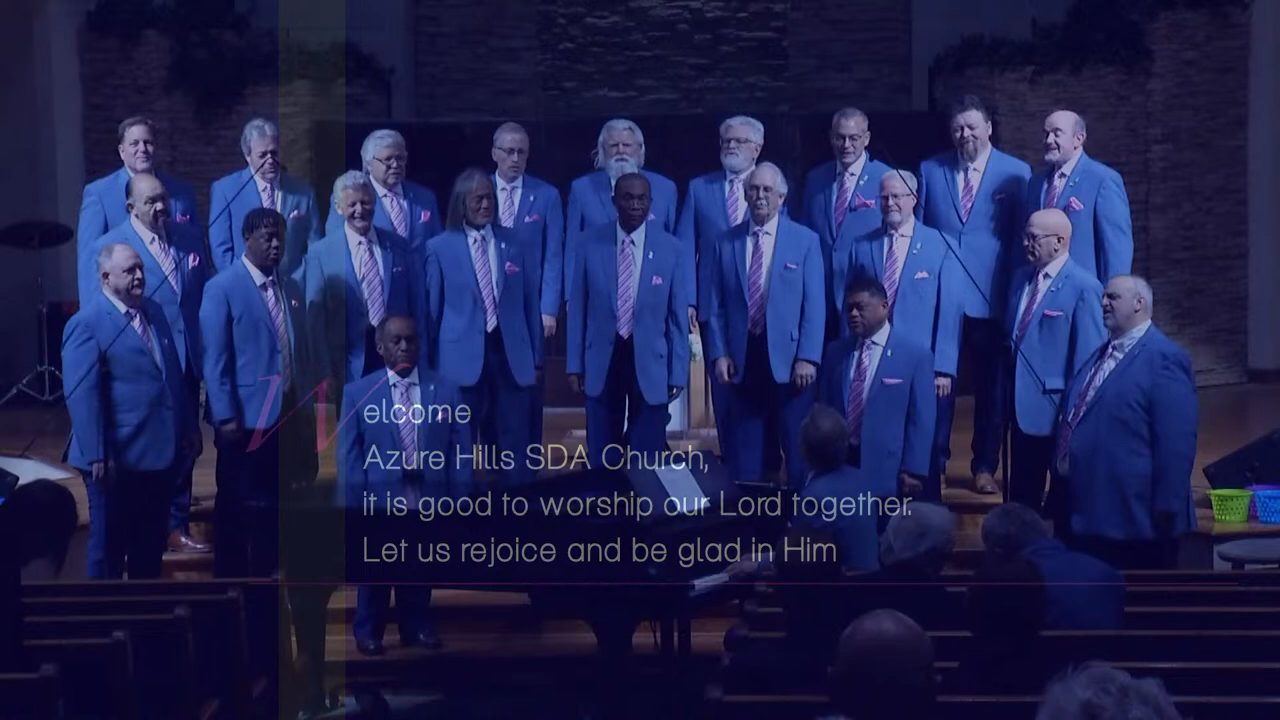 Welcome
Azure Hills SDA Church,
it is good to worship our Lord together.
Let us rejoice and be glad in Him